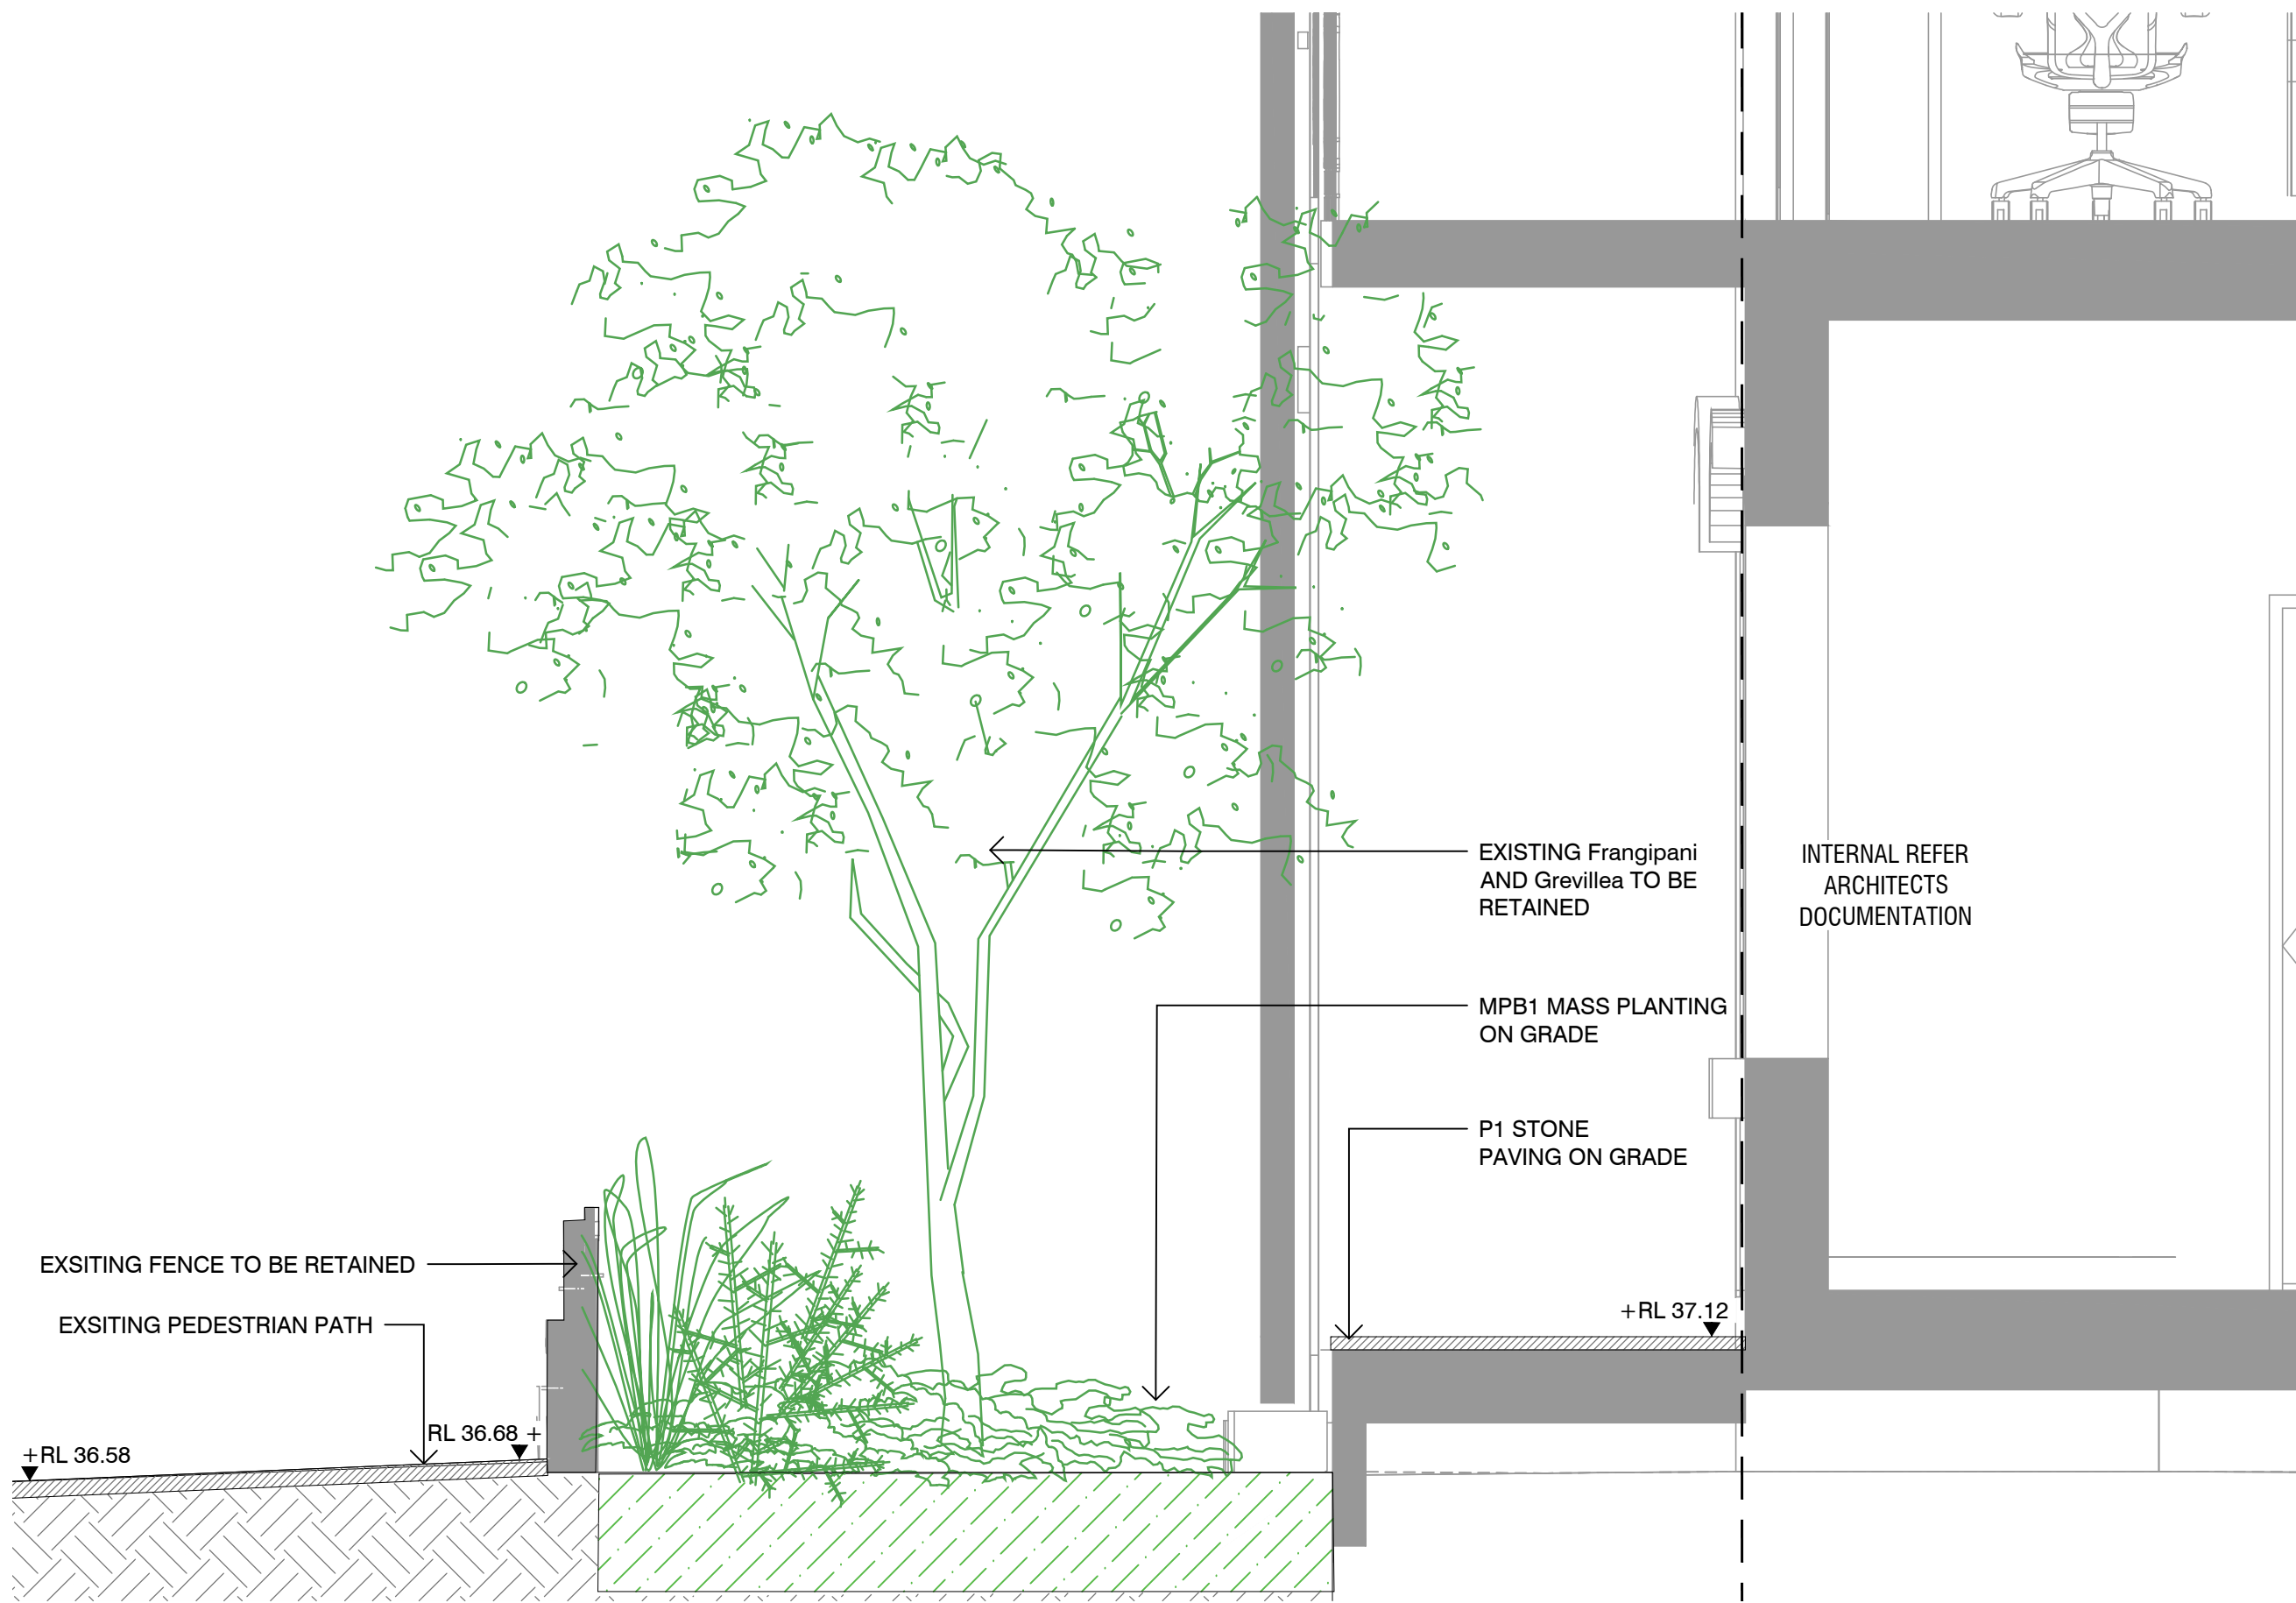 EXISTING Frangipani
AND Grevillea TO BE
RETAINED
INTERNAL REFER
ARCHITECTS
DOCUMENTATION
MPB1 MASS PLANTING
ON GRADE
P1 STONE
PAVING ON GRADE
EXSITING FENCE TO BE RETAINED
EXSITING PEDESTRIAN PATH
+RL 37.12
RL 36.68 +
+RL 36.58